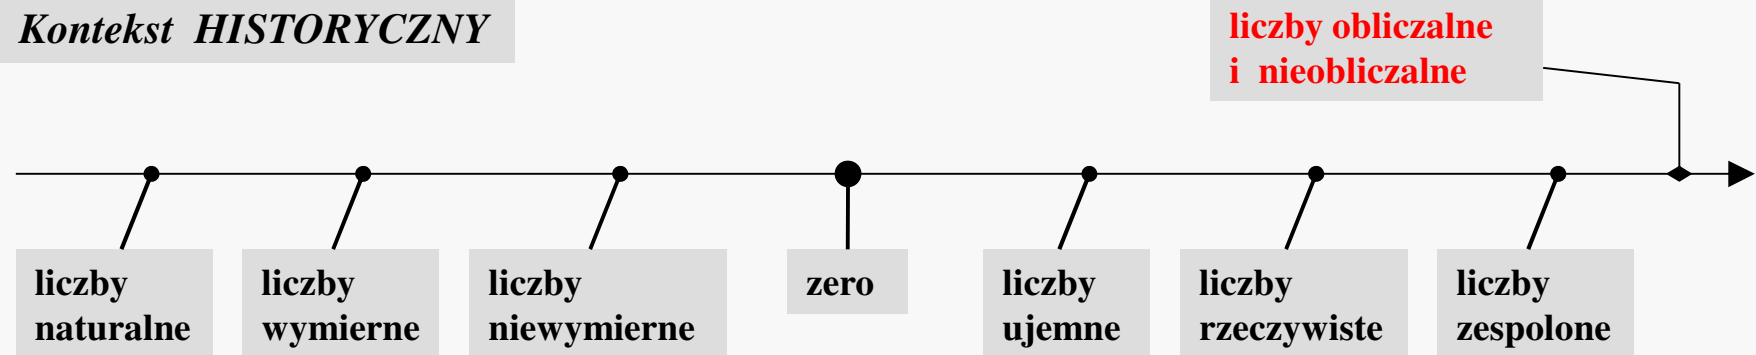 Kontekst HISTORYCZNY
liczby obliczalne
i nieobliczalne
liczby
naturalne
liczby
wymierne
liczby
niewymierne
zero
liczby
ujemne
liczby
rzeczywiste
liczby
zespolone